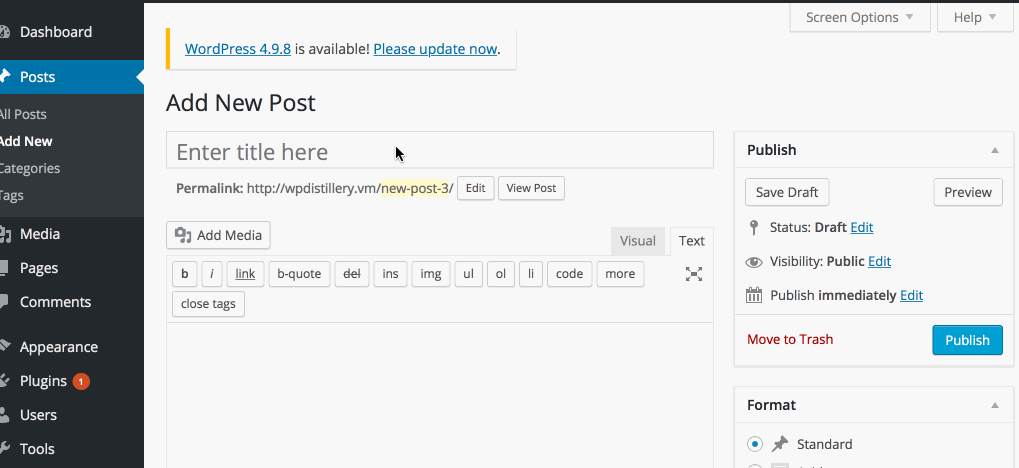 Dashboard
Posts
All Posts
Add New
Categories
Tags
Media
Pages
Comments
Appearance
Plugins 1
Users
Tools
Screen Options
Help
WordPress 4.9.8 is available! Please update now.
Add New Post
Enter title here
Permalink: http://wpdistillery.vm/new-post-3/ Edit View Post
Add Media
Visual Text
b i link b-quote del ins img ul ol li code more
close tags
Publish
Save Draft Preview
Status: Draft Edit
Visibility: Public Edit
Publish immediately Edit
Move to Trash Publish
Format
Standard